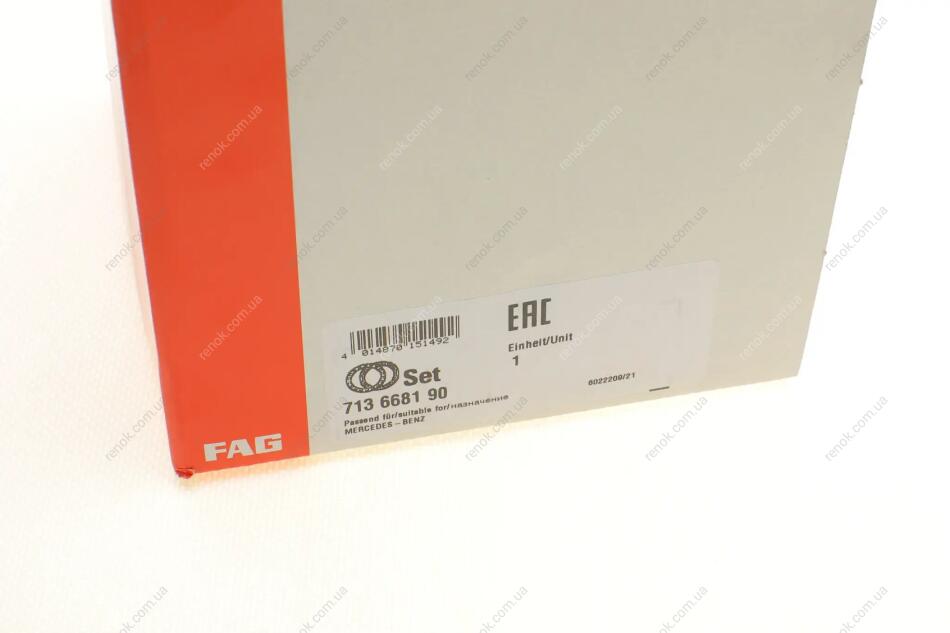 4 014870 151492
EAC
Einheit/Unit
1
Set
713 6681 90
6022209/21
Passend für/suitable for/назначение
MERCEDES-BENZ
FAG
renok.com.ua